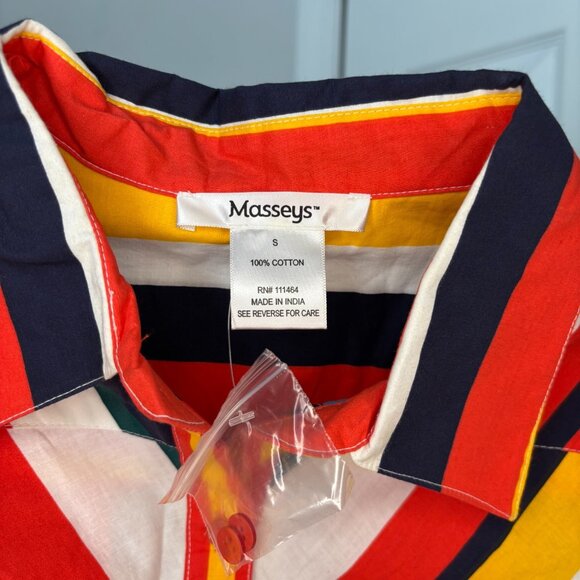 Masseys™
S
100% COTTON
RN# 111464
MADE IN INDIA
SEE REVERSE FOR CARE